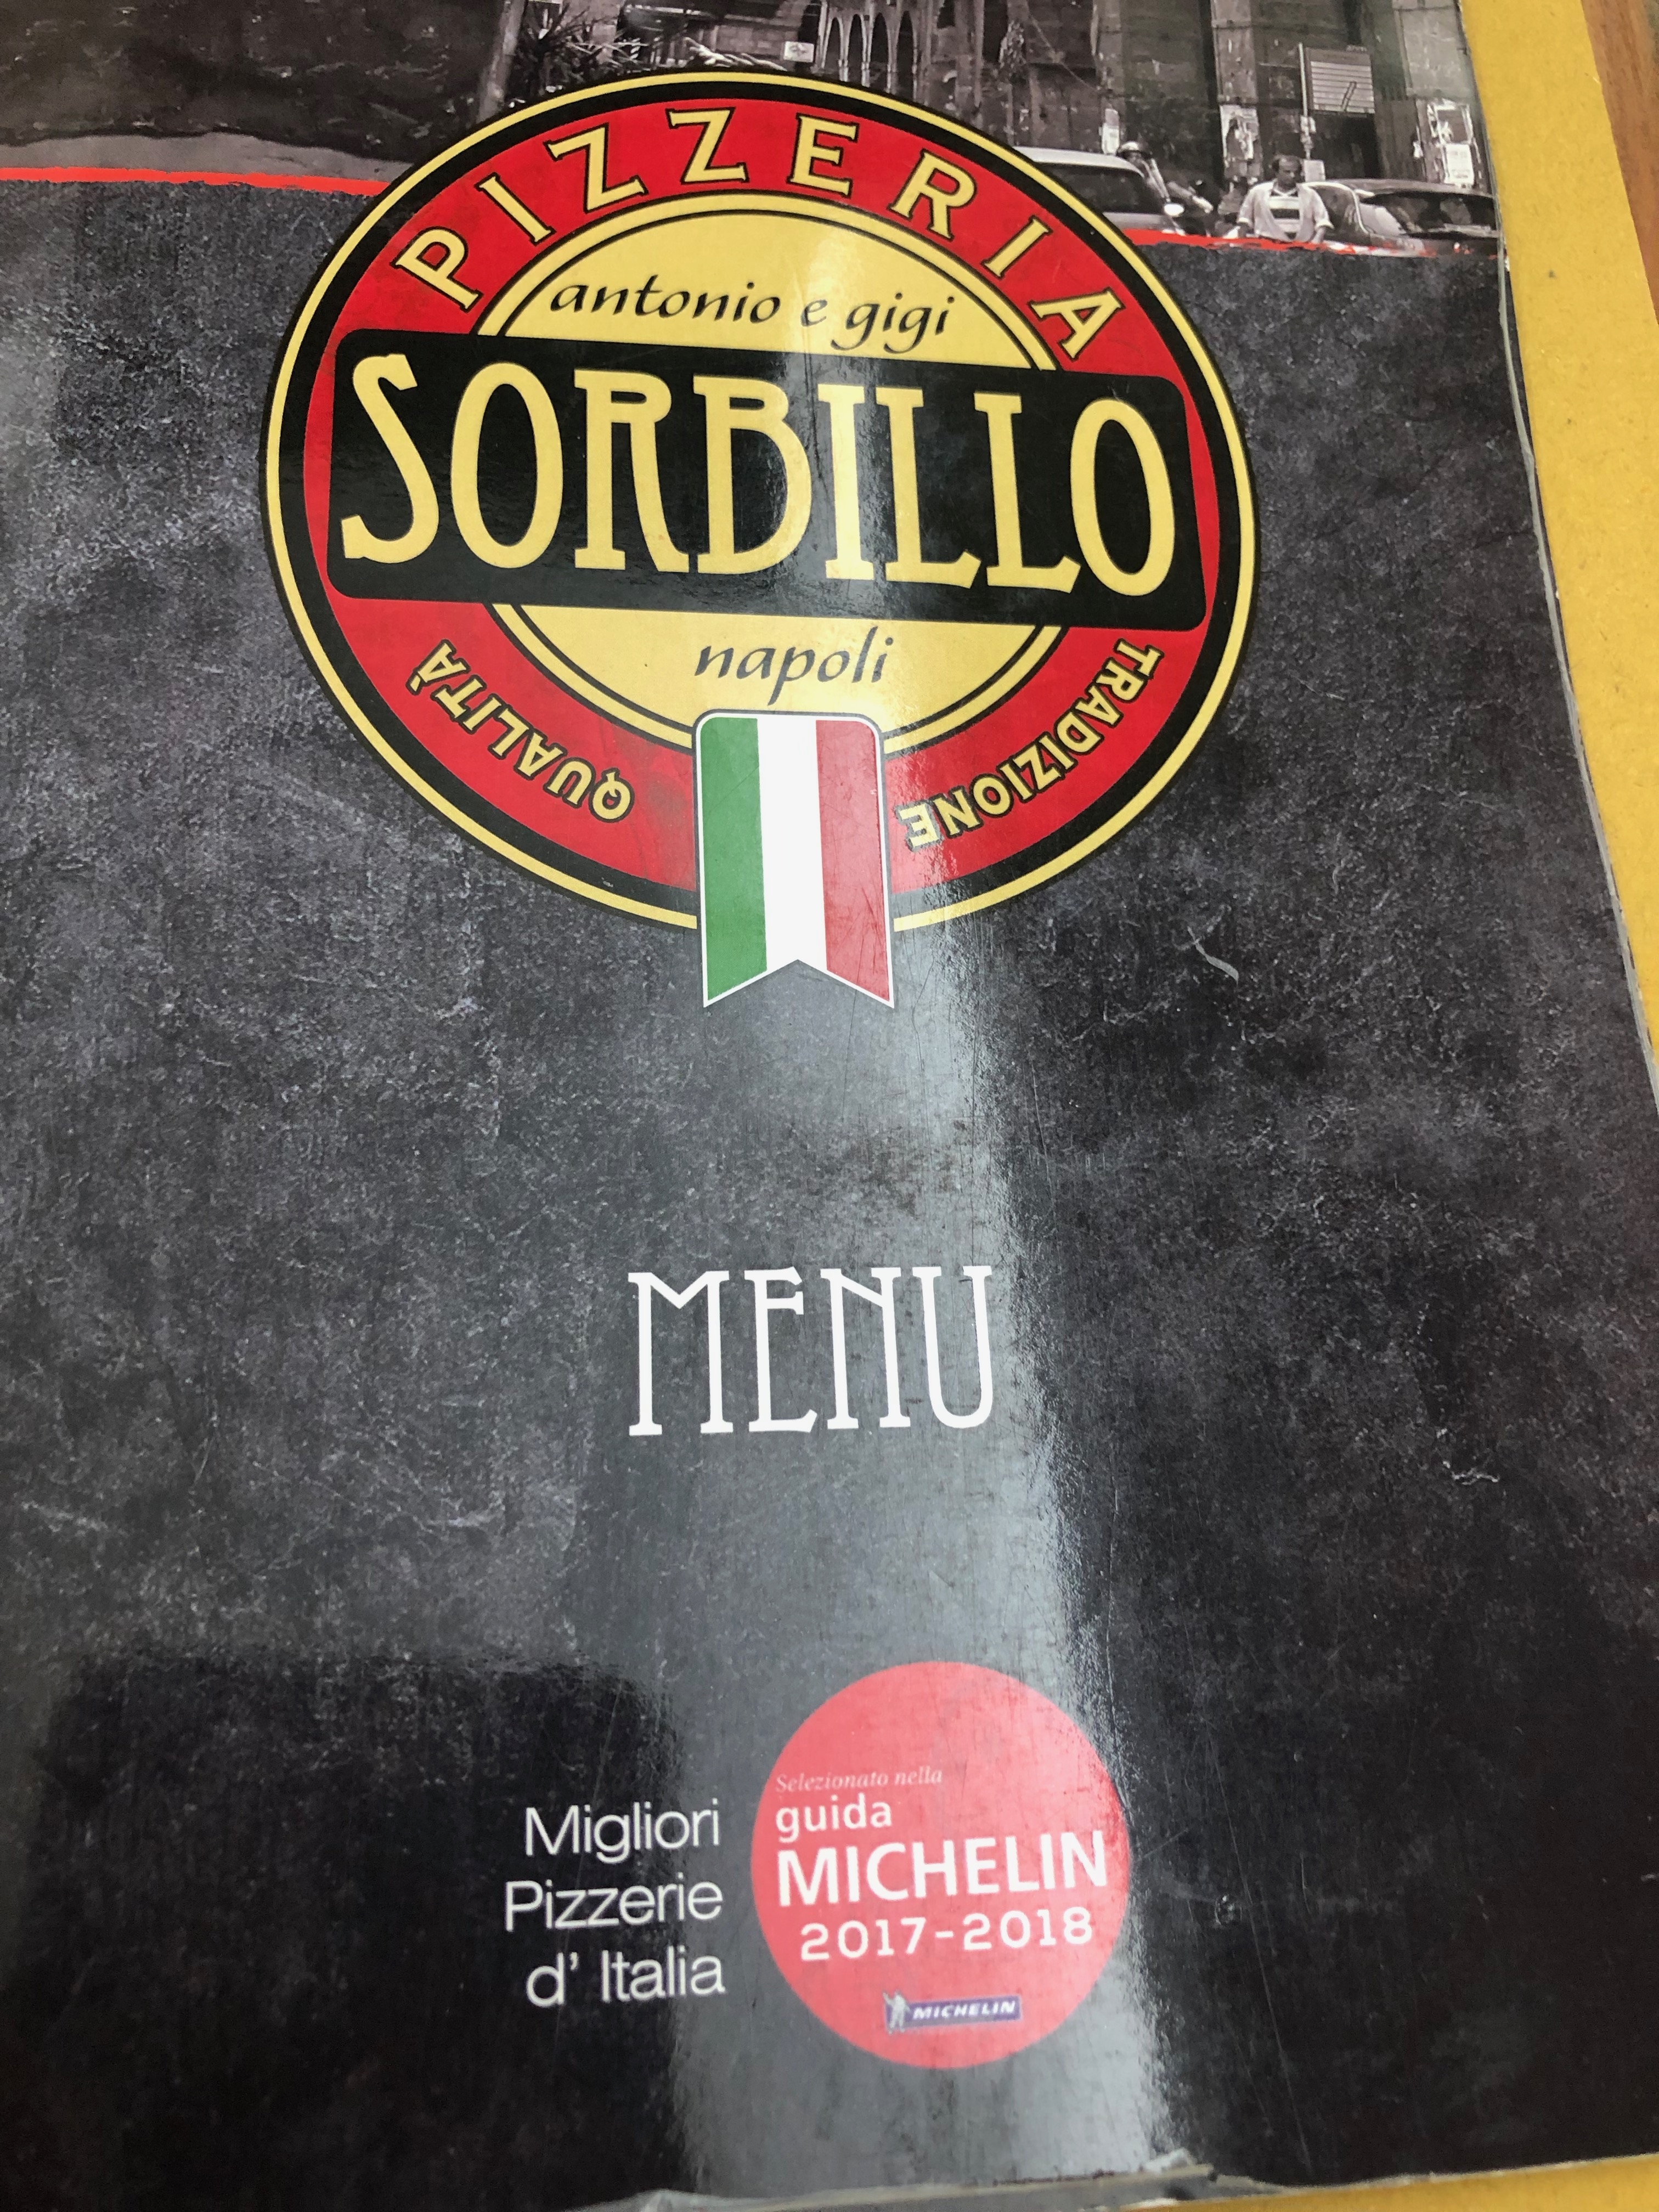 PIZZERIA
antonio e gigi
SORBILLO
napoli
QUALITÀ
TRADIZIONE
MENU
Migliori
Pizzerie
d' Italia
Selezionato nella
guida
MICHELIN
2017-2018
MICHELIN